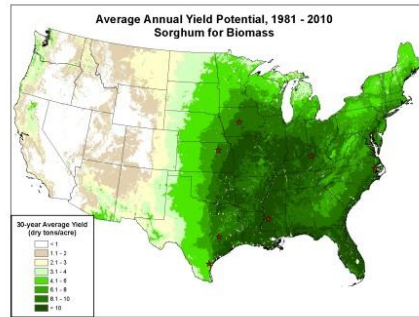 Average Annual Yield Potential, 1981 - 2010
Sorghum for Biomass
30-year Average Yield
(dry tons/acre)
< 1
1.1 - 2
2.1 - 3
3.1 - 4
4.1 - 6
6.1 - 8
8.1 - 10
> 10